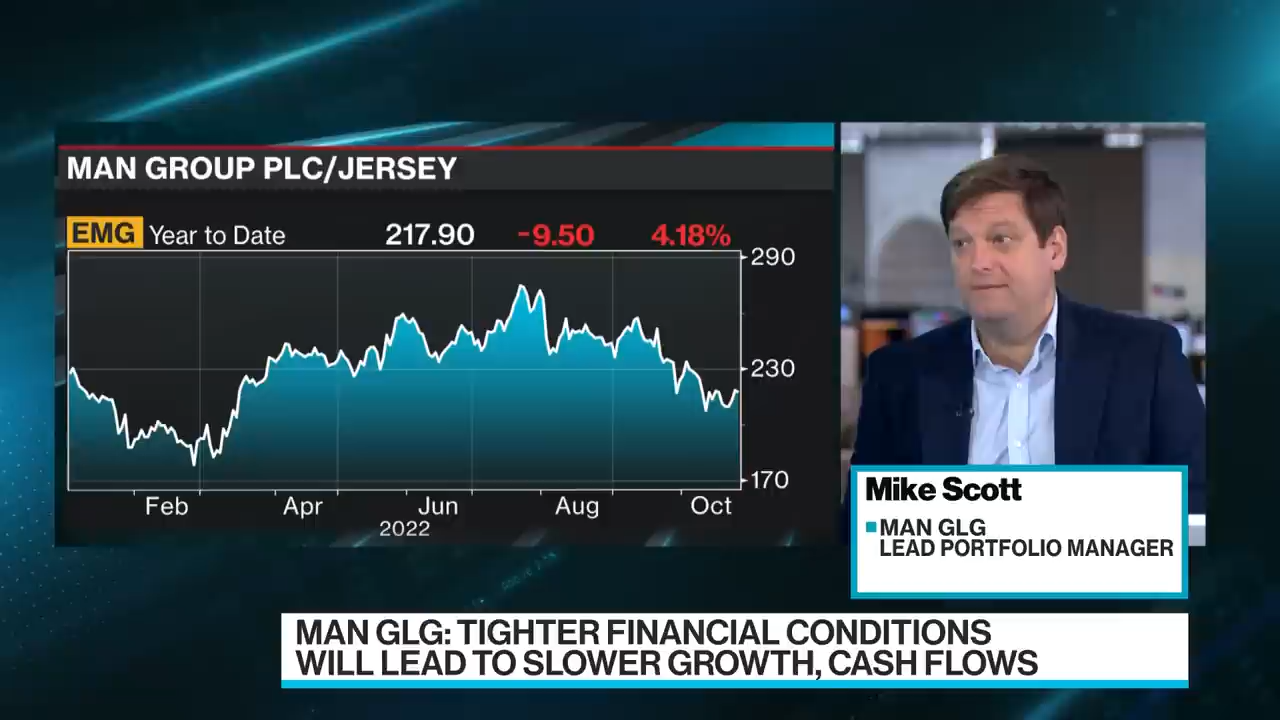 MAN GROUP PLC/JERSEY
EMG Year to Date 217.90 -9.50 4.18%
290
230
170
Feb Apr Jun Aug Oct
2022
Mike Scott
MAN GLG
LEAD PORTFOLIO MANAGER
MAN GLG: TIGHTER FINANCIAL CONDITIONS
WILL LEAD TO SLOWER GROWTH, CASH FLOWS